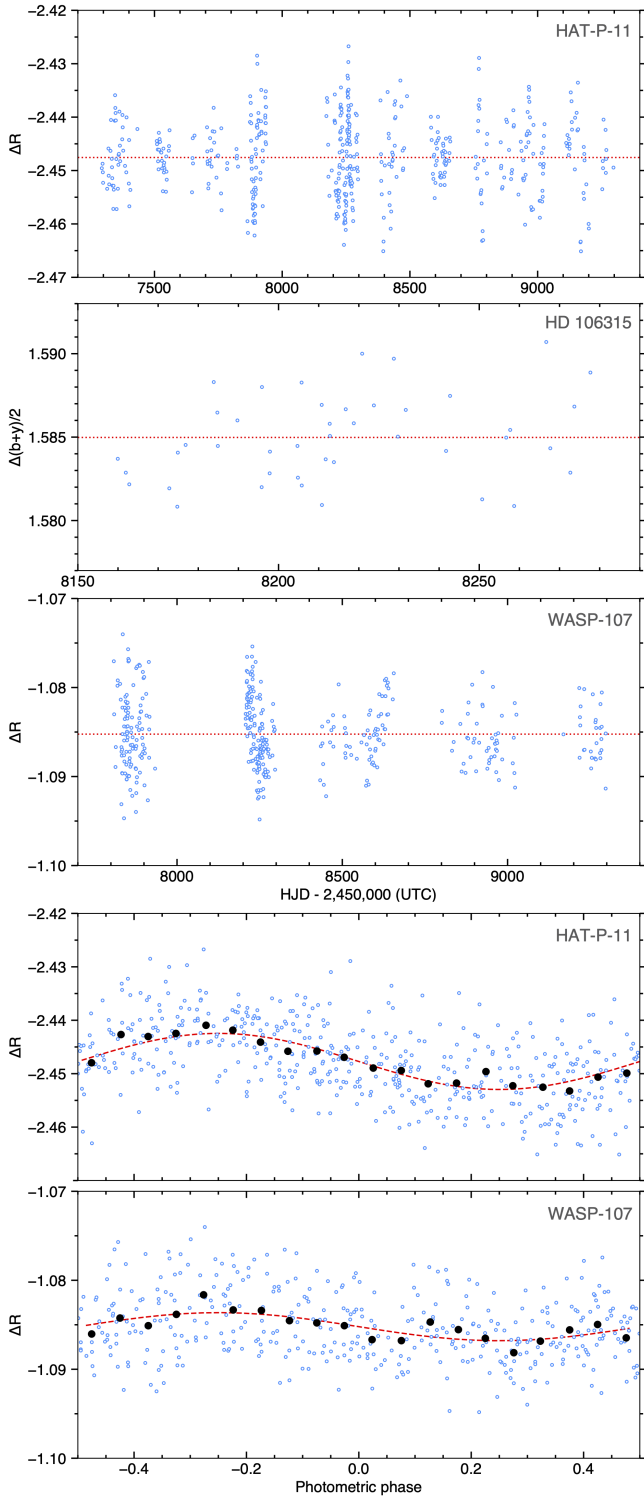 HAT-P-11
ΔR
−2.42
−2.43
−2.44
−2.45
−2.46
−2.47
7500 8000 8500 9000
HD 106315
Δ(b+y)/2
1.590
1.585
1.580
8150 8200 8250
WASP-107
ΔR
−1.07
−1.08
−1.09
−1.10
8000 8500 9000
HJD - 2,450,000 (UTC)
HAT-P-11
ΔR
−2.42
−2.43
−2.44
−2.45
−2.46
WASP-107
ΔR
−1.07
−1.08
−1.09
−1.10
−0.4 −0.2 0.0 0.2 0.4
Photometric phase